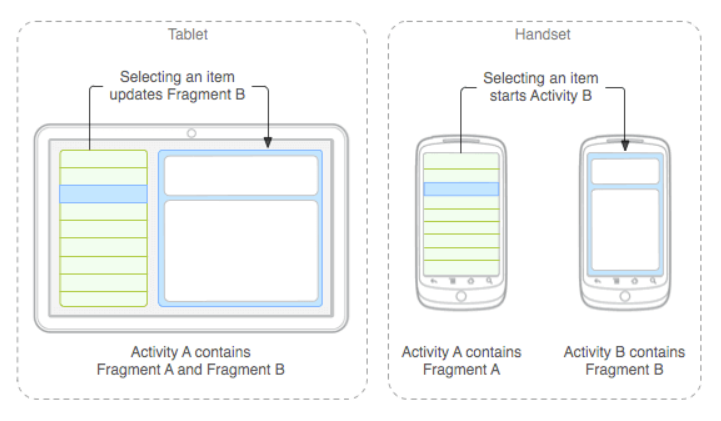 Tablet
Selecting an item
updates Fragment B
Activity A contains
Fragment A and Fragment B
Handset
Selecting an item
starts Activity B
Activity A contains
Fragment A
Activity B contains
Fragment B